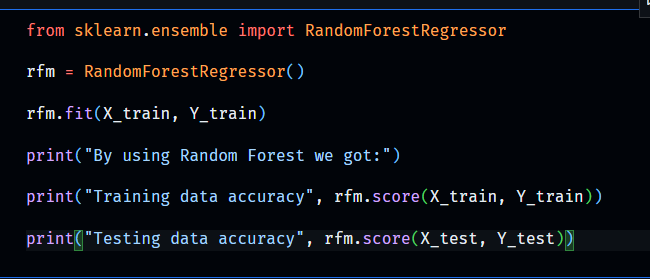 from sklearn.ensemble import RandomForestRegressor
rfm = RandomForestRegressor()
rfm.fit(X_train, Y_train)
print("By using Random Forest we got:")
print("Training data accuracy", rfm.score(X_train, Y_train))
print("Testing data accuracy", rfm.score(X_test, Y_test))